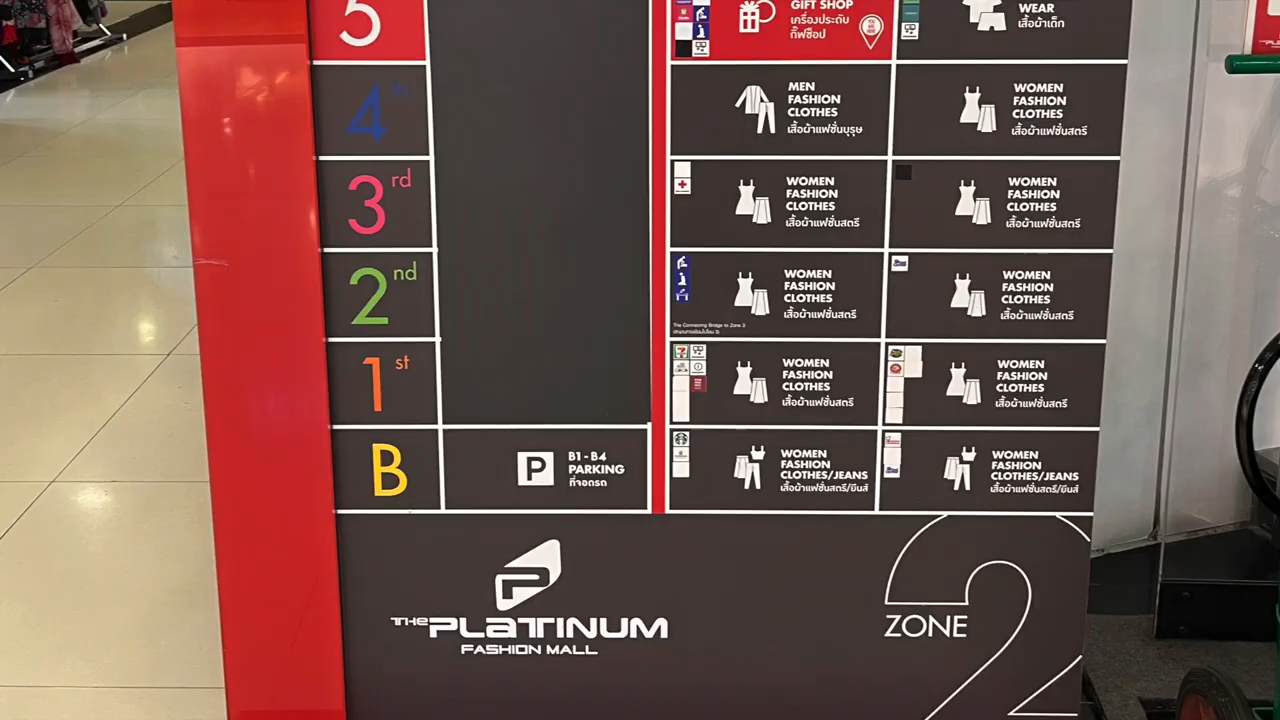 5
GIFT SHOP
เครื่องประดับ
กิ๊ฟช็อป
YOU ARE HERE
WEAR
เสื้อผ้าเด็ก
4th
MEN
FASHION
CLOTHES
เสื้อผ้าแฟชั่นบุรุษ
WOMEN
FASHION
CLOTHES
เสื้อผ้าแฟชั่นสตรี
3rd
WOMEN
FASHION
CLOTHES
เสื้อผ้าแฟชั่นสตรี
WOMEN
FASHION
CLOTHES
เสื้อผ้าแฟชั่นสตรี
2nd
The Connecting Bridge to Zone 3
WOMEN
FASHION
CLOTHES
เสื้อผ้าแฟชั่นสตรี
WOMEN
FASHION
CLOTHES
เสื้อผ้าแฟชั่นสตรี
1st
WOMEN
FASHION
CLOTHES
เสื้อผ้าแฟชั่นสตรี
WOMEN
FASHION
CLOTHES
เสื้อผ้าแฟชั่นสตรี
B
P
B1-B4
PARKING
ที่จอดรถ
WOMEN
FASHION
CLOTHES/JEANS
เสื้อผ้าแฟชั่นสตรี/ยีนส์
WOMEN
FASHION
CLOTHES/JEANS
เสื้อผ้าแฟชั่นสตรี/ยีนส์
THE PLATINUM
FASHION MALL
ZONE 2